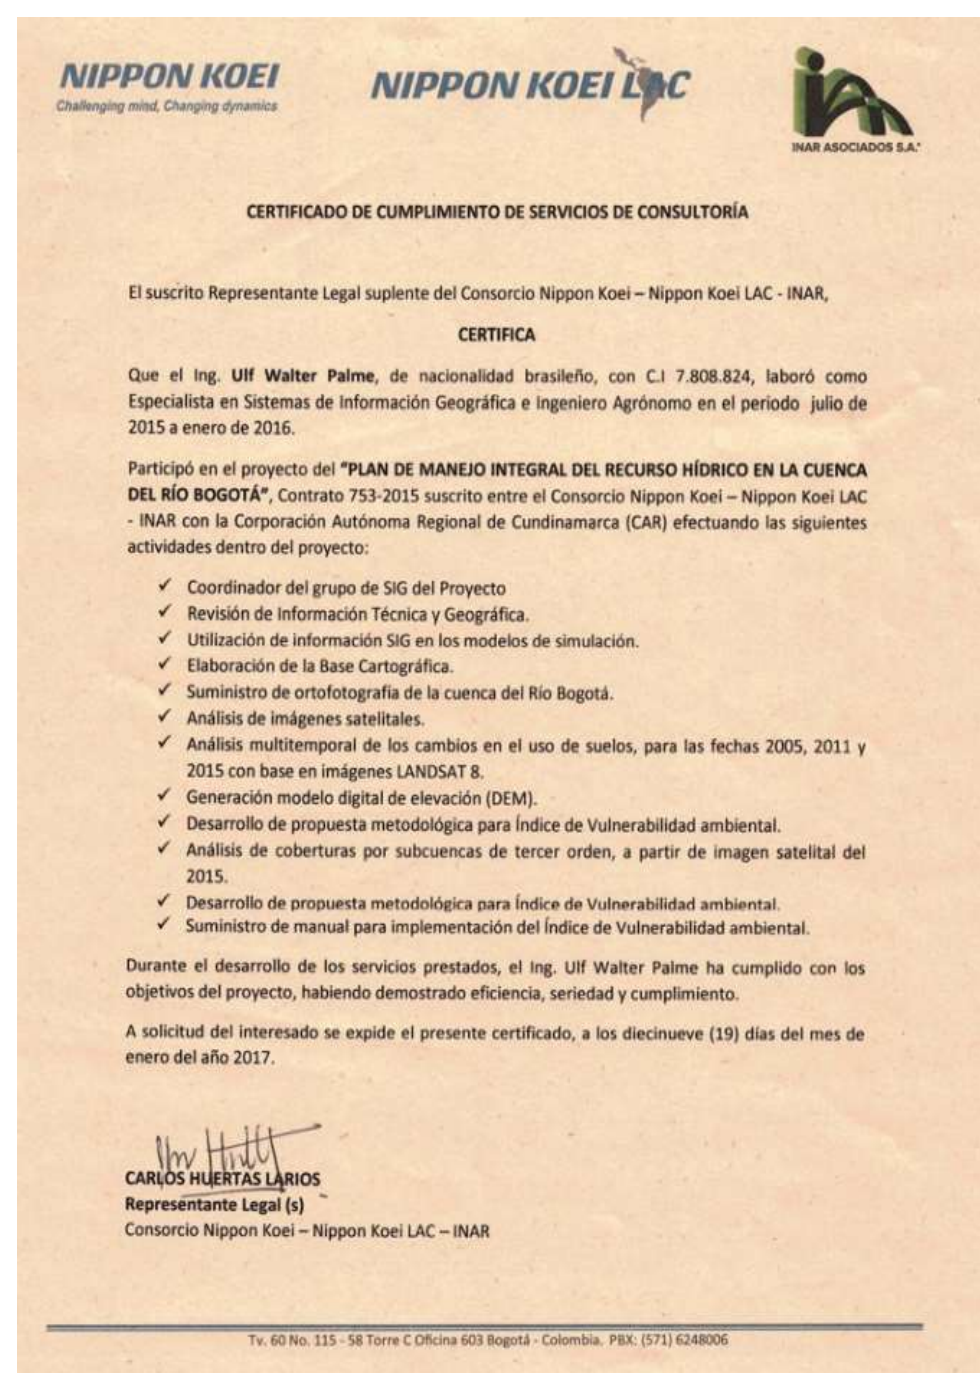 NIPPON KOEI
Challenging mind, Changing dynamics
NIPPON KOEI LAC
INAR ASOCIADOS S.A.
CERTIFICADO DE CUMPLIMIENTO DE SERVICIOS DE CONSULTORÍA
El suscrito Representante Legal suplente del Consorcio Nippon Koei – Nippon Koei LAC - INAR,
CERTIFICA
Que el Ing. Ulf Walter Palme, de nacionalidad brasileño, con C.I 7.808.824, laboró como
Especialista en Sistemas de Información Geográfica e Ingeniero Agrónomo en el periodo julio de
2015 a enero de 2016.
Participó en el proyecto del "PLAN DE MANEJO INTEGRAL DEL RECURSO HÍDRICO EN LA CUENCA
DEL RÍO BOGOTÁ", Contrato 753-2015 suscrito entre el Consorcio Nippon Koei – Nippon Koei LAC
- INAR con la Corporación Autónoma Regional de Cundinamarca (CAR) efectuando las siguientes
actividades dentro del proyecto:
✓ Coordinador del grupo de SIG del Proyecto
✓ Revisión de Información Técnica y Geográfica.
✓ Utilización de información SIG en los modelos de simulación.
✓ Elaboración de la Base Cartográfica.
✓ Suministro de ortofotografía de la cuenca del Río Bogotá.
✓ Análisis de imágenes satelitales.
✓ Análisis multitemporal de los cambios en el uso de suelos, para las fechas 2005, 2011 y
2015 con base en imágenes LANDSAT 8.
✓ Generación modelo digital de elevación (DEM).
✓ Desarrollo de propuesta metodológica para Índice de Vulnerabilidad ambiental.
✓ Análisis de coberturas por subcuencas de tercer orden, a partir de imagen satelital del
2015.
✓ Desarrollo de propuesta metodológica para Índice de Vulnerabilidad ambiental.
✓ Suministro de manual para implementación del Índice de Vulnerabilidad ambiental.
Durante el desarrollo de los servicios prestados, el Ing. Ulf Walter Palme ha cumplido con los
objetivos del proyecto, habiendo demostrado eficiencia, seriedad y cumplimiento.
A solicitud del interesado se expide el presente certificado, a los diecinueve (19) días del mes de
enero del año 2017.
CARLOS HUERTAS LARIOS
Representante Legal (s)
Consorcio Nippon Koei – Nippon Koei LAC – INAR
Tv. 60 No. 115 - 58 Torre C Oficina 603 Bogotá - Colombia. PBX: (571) 6248006